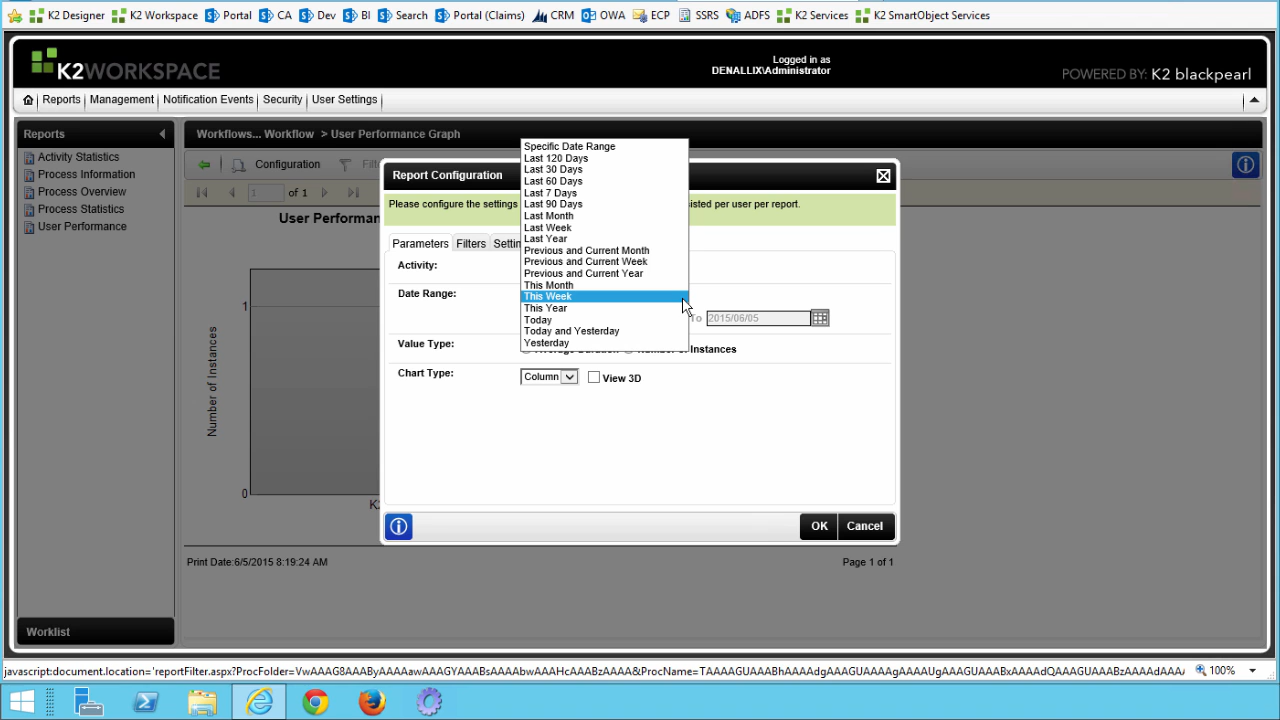 K2 Designer K2 Workspace Portal CA Dev BI Search Portal (Claims) CRM OWA ECP SSRS ADFS K2 Services K2 SmartObject Services
K2WORKSPACE
Logged in as
DENALLIX\Administrator
POWERED BY: K2 blackpearl
Reports Management Notification Events Security User Settings
Reports
Activity Statistics
Process Information
Process Overview
Process Statistics
User Performance
Worklist
Workflows... Workflow > User Performance Graph
Configuration
1 of 1
User Performa
1
0
Number of Instances
K2
Print Date:6/5/2015 8:19:24 AM
Page 1 of 1
Report Configuration
Please configure the settings
isted per user per report.
Parameters Filters Settin
Activity:
Date Range:
Specific Date Range
Last 120 Days
Last 30 Days
Last 60 Days
Last 7 Days
Last 90 Days
Last Month
Last Week
Last Year
Previous and Current Month
Previous and Current Week
Previous and Current Year
This Month
This Week
This Year
Today
Today and Yesterday
Yesterday
To 2015/06/05
Value Type:
Chart Type: Column View 3D
OK Cancel
100%